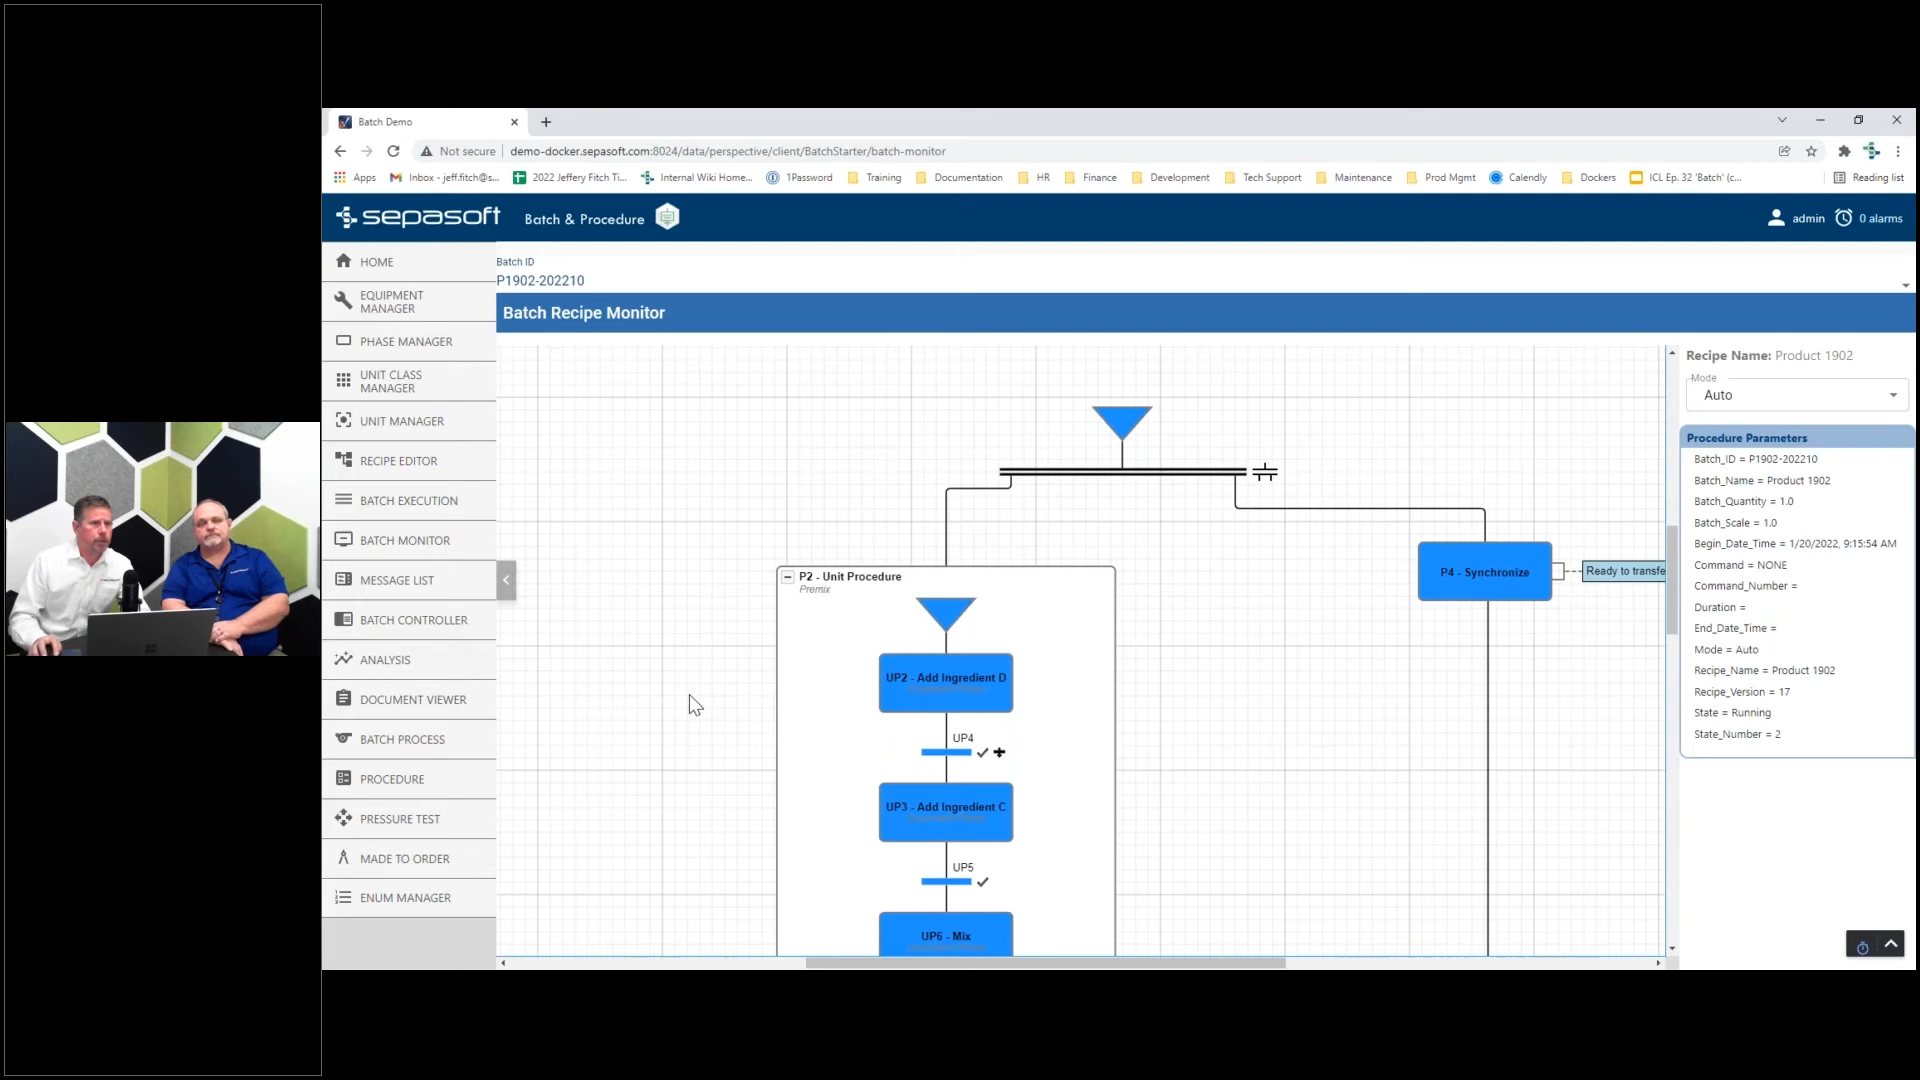 Batch Demo
Not secure
demo-docker.sepasoft.com:8024/data/perspective/client/BatchStarter/batch-monitor
Apps
Inbox - jeff.fitch@s...
2022 Jeffery Fitch Ti...
Internal Wiki Home...
1Password
Training
Documentation
HR
Finance
Development
Tech Support
Maintenance
Prod Mgmt
Calendly
Dockers
ICL Ep. 32 'Batch' (c...
Reading list
sepasoft
Batch & Procedure
admin
0 alarms
HOME
EQUIPMENT
MANAGER
PHASE MANAGER
UNIT CLASS
MANAGER
UNIT MANAGER
RECIPE EDITOR
BATCH EXECUTION
BATCH MONITOR
MESSAGE LIST
BATCH CONTROLLER
ANALYSIS
DOCUMENT VIEWER
BATCH PROCESS
PROCEDURE
PRESSURE TEST
MADE TO ORDER
ENUM MANAGER
Batch ID
P1902-202210
Batch Recipe Monitor
P2 - Unit Procedure
Premix
UP2 - Add Ingredient D
UP4
UP3 - Add Ingredient C
UP5
UP6 - Mix
P4 - Synchronize
Ready to transfe
Recipe Name: Product 1902
Mode
Auto
Procedure Parameters
Batch_ID = P1902-202210
Batch_Name = Product 1902
Batch_Quantity = 1.0
Batch_Scale = 1.0
Begin_Date_Time = 1/20/2022, 9:15:54 AM
Command = NONE
Command_Number =
Duration =
End_Date_Time =
Mode = Auto
Recipe_Name = Product 1902
Recipe_Version = 17
State = Running
State_Number = 2